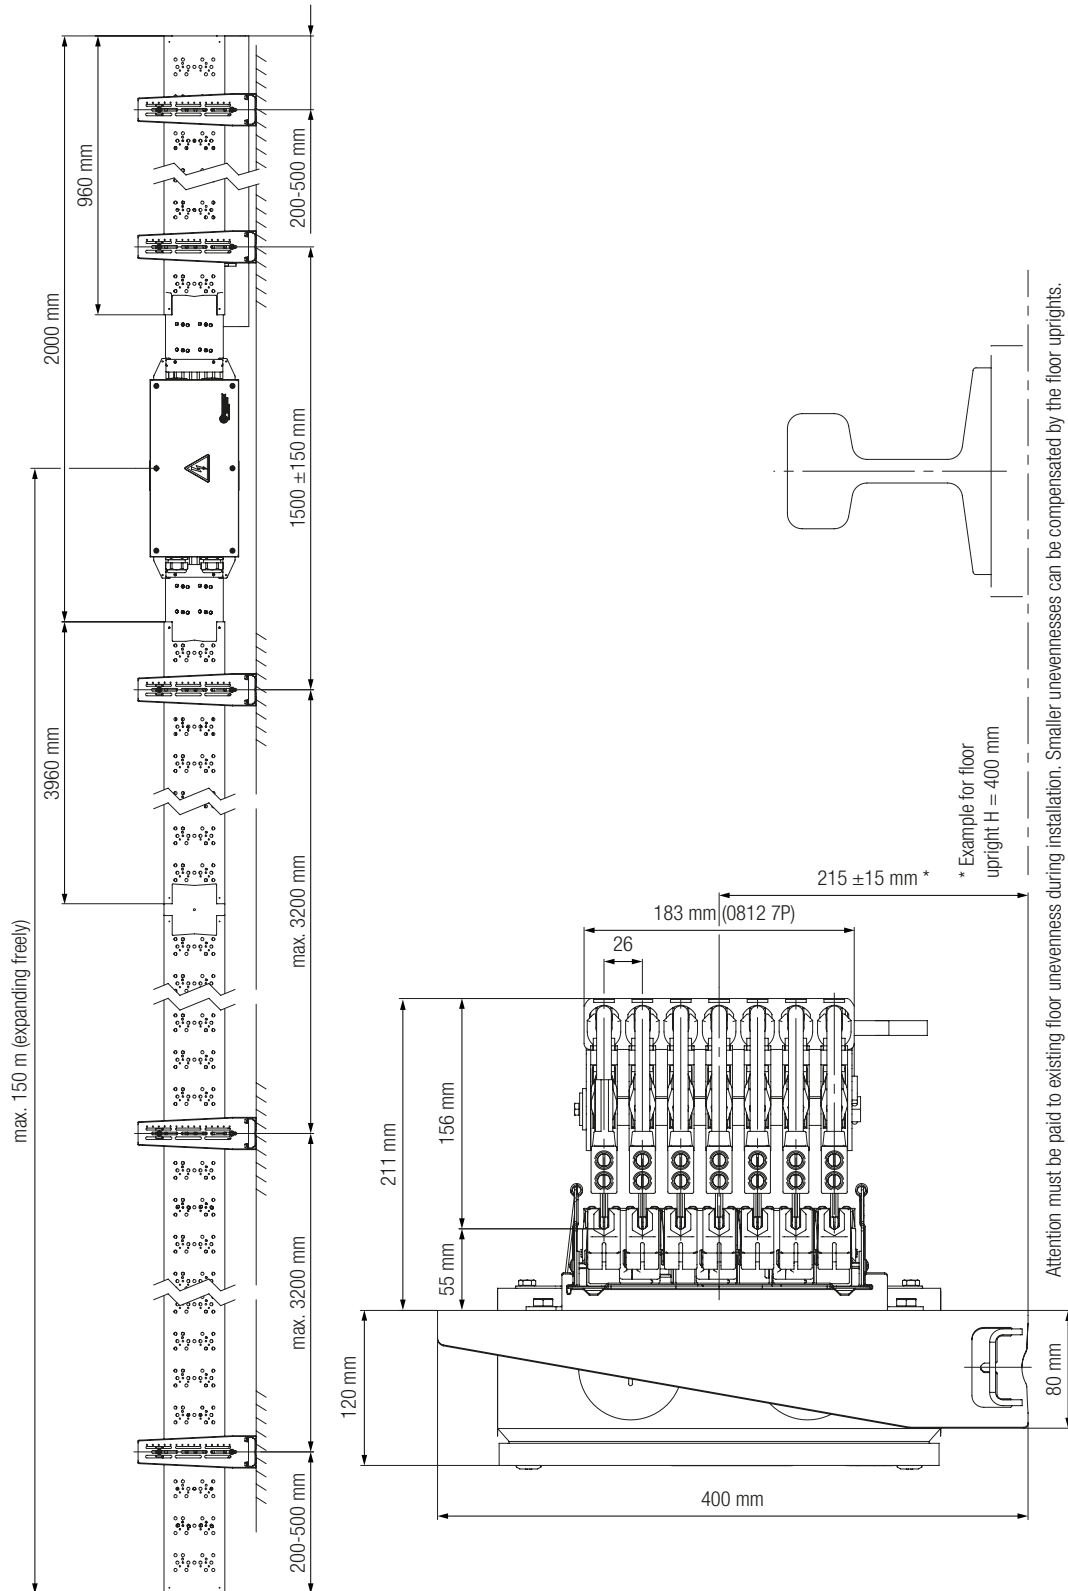 960 mm
200-500 mm
2000 mm
1500 ±150 mm
3960 mm
max. 3200 mm
max. 150 m (expanding freely)
max. 3200 mm
200-500 mm
Attention must be paid to existing floor unevenness during installation. Smaller unevennesses can be compensated by the floor uprights.
* Example for floor
upright H = 400 mm
215 ±15 mm *
183 mm (0812 7P)
26
211 mm
156 mm
55 mm
120 mm
80 mm
400 mm